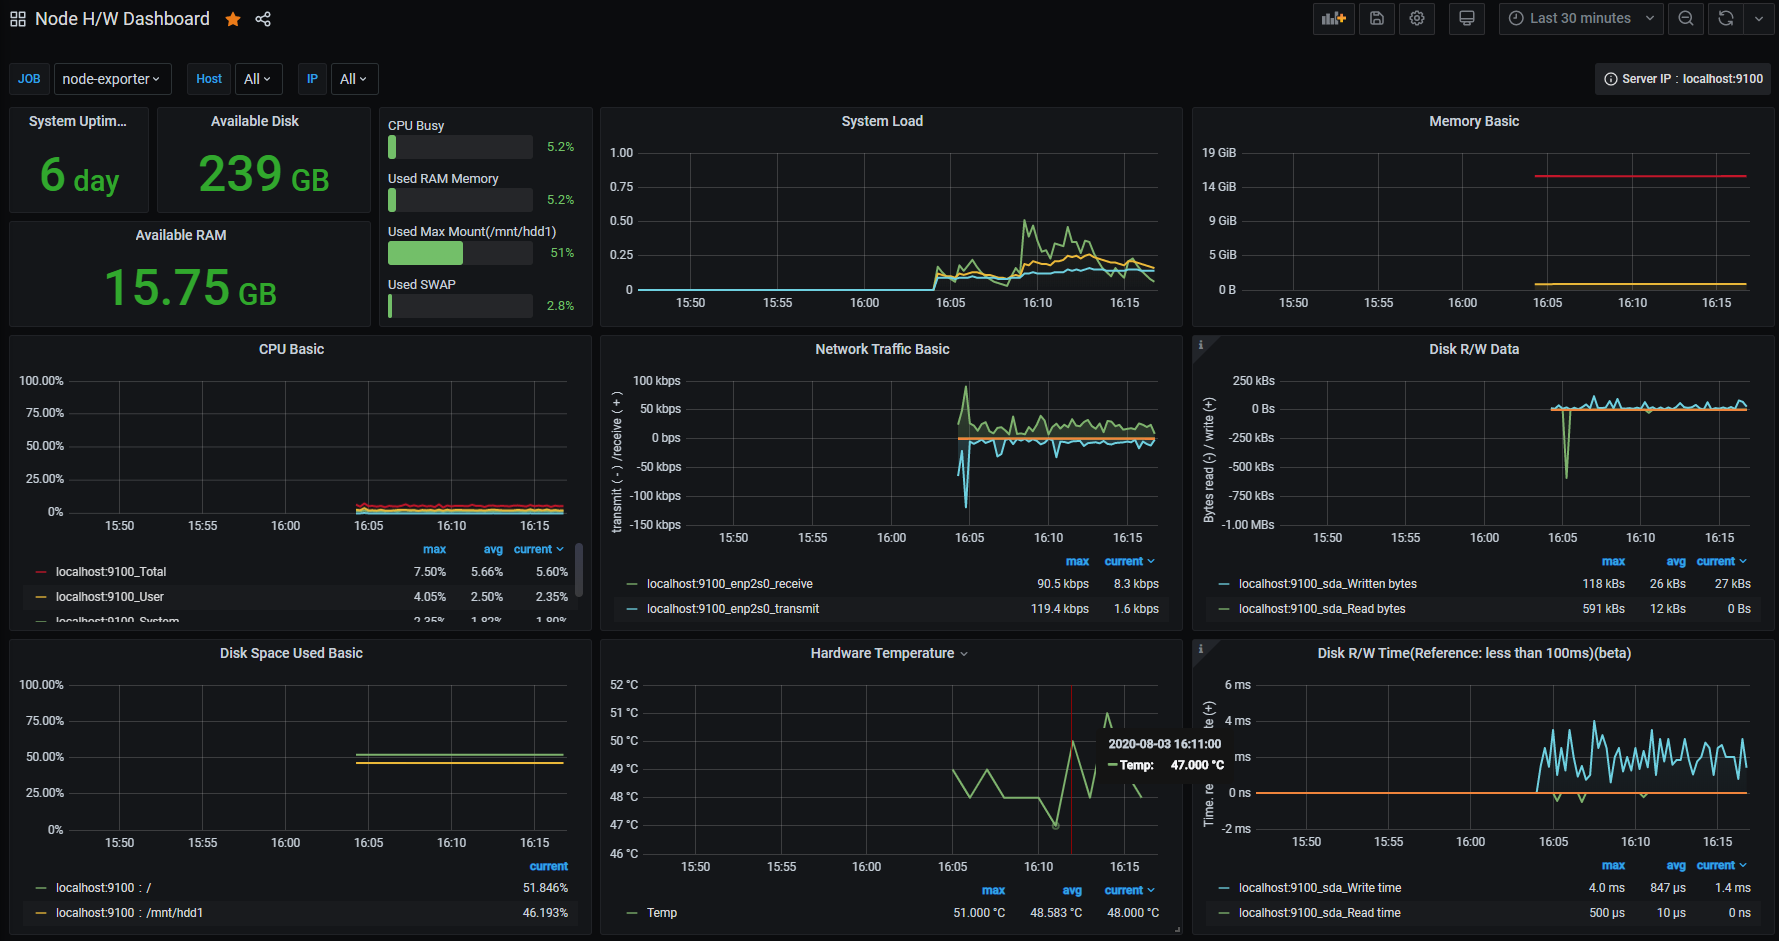 Node H/W Dashboard
Last 30 minutes
JOB node-exporter Host All IP All
Server IP : localhost:9100
System Uptim...
6 day
Available Disk
239 GB
Available RAM
15.75 GB
CPU Busy
5.2%
Used RAM Memory
5.2%
Used Max Mount(/mnt/hdd1)
51%
Used SWAP
2.8%
System Load
1.00
0.75
0.50
0.25
0
15:50 15:55 16:00 16:05 16:10 16:15
Memory Basic
19 GiB
14 GiB
9 GiB
5 GiB
0 B
15:50 15:55 16:00 16:05 16:10 16:15
CPU Basic
100.00%
75.00%
50.00%
25.00%
0%
15:50 15:55 16:00 16:05 16:10 16:15
max avg current
localhost:9100_Total 7.50% 5.66% 5.60%
localhost:9100_User 4.05% 2.50% 2.35%
localhost:9100_System 2.35% 1.82% 1.80%
Network Traffic Basic
transmit ( - ) /receive ( + )
100 kbps
50 kbps
0 bps
-50 kbps
-100 kbps
-150 kbps
15:50 15:55 16:00 16:05 16:10 16:15
max current
localhost:9100_enp2s0_receive 90.5 kbps 8.3 kbps
localhost:9100_enp2s0_transmit 119.4 kbps 1.6 kbps
Disk R/W Data
Bytes read (-) / write (+)
250 kBs
0 Bs
-250 kBs
-500 kBs
-750 kBs
-1.00 MBs
15:50 15:55 16:00 16:05 16:10 16:15
max avg current
localhost:9100_sda_Written bytes 118 kBs 26 kBs 27 kBs
localhost:9100_sda_Read bytes 591 kBs 12 kBs 0 Bs
Disk Space Used Basic
100.00%
75.00%
50.00%
25.00%
0%
15:50 15:55 16:00 16:05 16:10 16:15
current
localhost:9100 : / 51.846%
localhost:9100 : /mnt/hdd1 46.193%
Hardware Temperature
52 °C
51 °C
50 °C
49 °C
48 °C
47 °C
46 °C
15:50 15:55 16:00 16:05 16:10 16:15
2020-08-03 16:11:00
Temp: 47.000 °C
max avg current
Temp 51.000 °C 48.583 °C 48.000 °C
Disk R/W Time(Reference: less than 100ms)(beta)
Time. re te (+)
6 ms
4 ms
ms
0 ns
-2 ms
15:50 15:55 16:00 16:05 16:10 16:15
max avg current
localhost:9100_sda_Write time 4.0 ms 847 µs 1.4 ms
localhost:9100_sda_Read time 500 µs 10 µs 0 ns